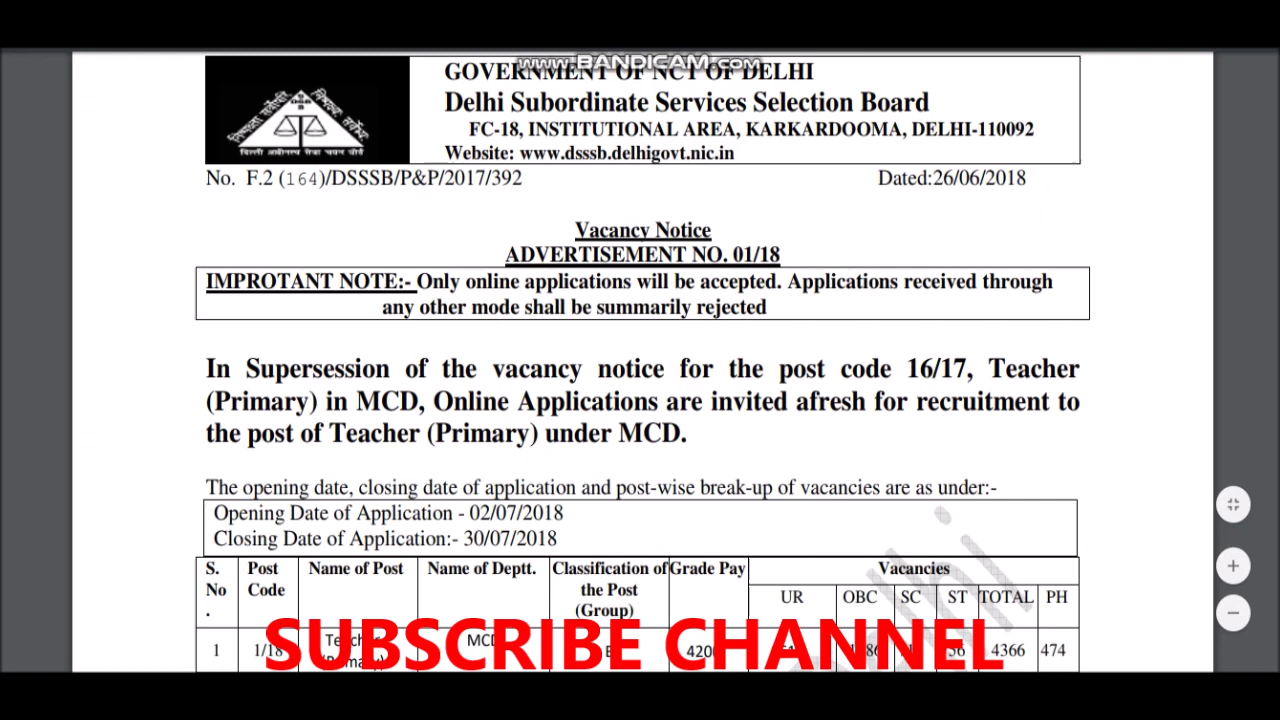 www.BANDICAM.com
GOVERNMENT OF NCT OF DELHI
Delhi Subordinate Services Selection Board
FC-18, INSTITUTIONAL AREA, KARKARDOOMA, DELHI-110092
Website: www.dsssb.delhigovt.nic.in
No. F.2 (164)/DSSSB/P&P/2017/392 Dated:26/06/2018
Vacancy Notice
ADVERTISEMENT NO. 01/18
IMPROTANT NOTE:- Only online applications will be accepted. Applications received through
any other mode shall be summarily rejected
In Supersession of the vacancy notice for the post code 16/17, Teacher
(Primary) in MCD, Online Applications are invited afresh for recruitment to
the post of Teacher (Primary) under MCD.
The opening date, closing date of application and post-wise break-up of vacancies are as under:-
Opening Date of Application - 02/07/2018
Closing Date of Application:- 30/07/2018
S. No . Post Code Name of Post Name of Deptt. Classification of the Post (Group) Grade Pay Vacancies
UR OBC SC ST TOTAL PH
1 1/18 Teacher (Primary) MCD 4366 474
SUBSCRIBE CHANNEL